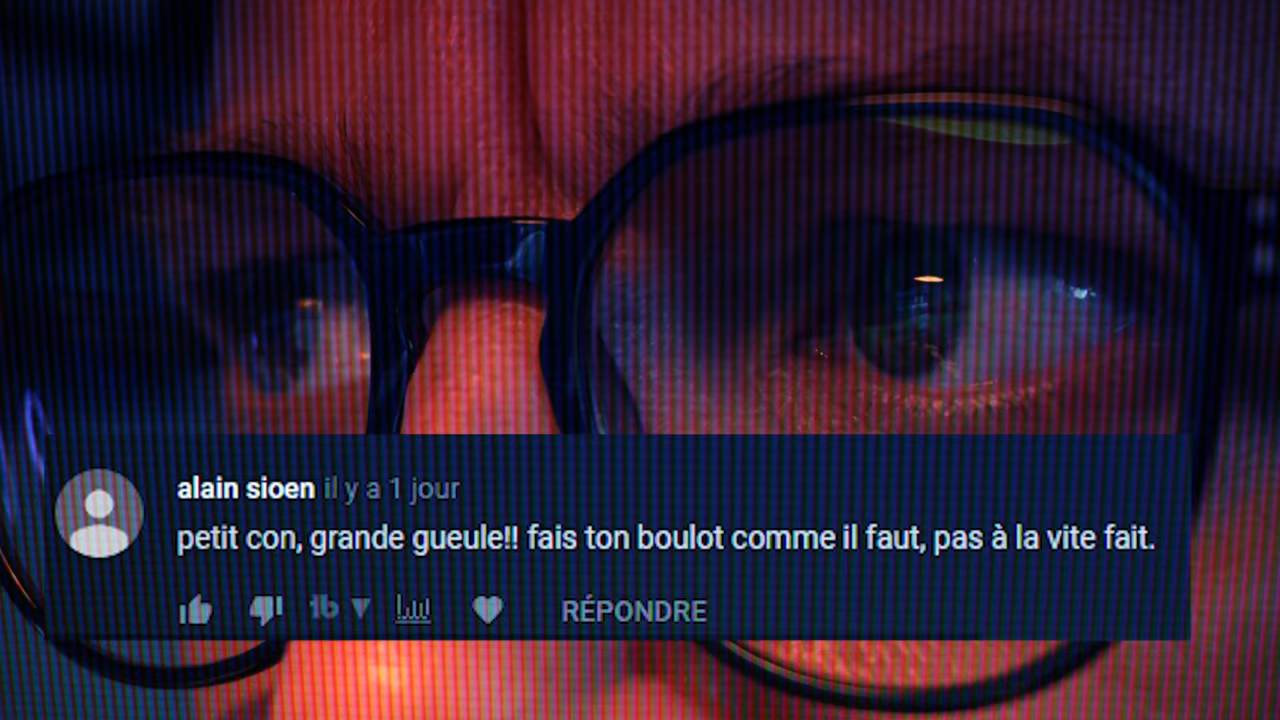 alain sioen il y a 1 jour
petit con, grande gueule!! fais ton boulot comme il faut, pas à la vite fait.
RÉPONDRE